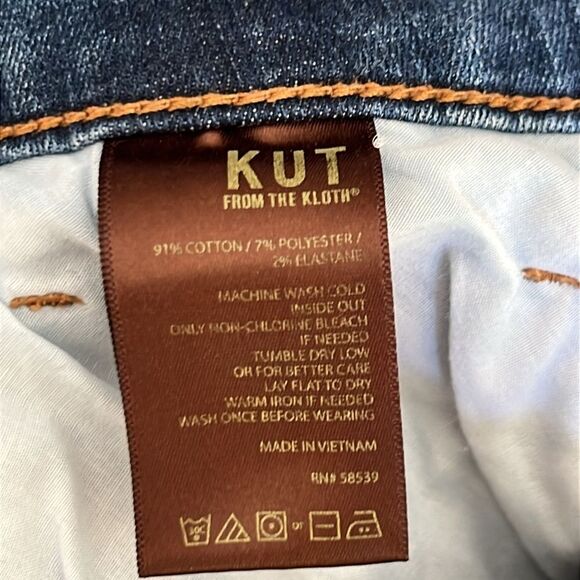 KUT
FROM THE KLOTH®
91% COTTON / 7% POLYESTER /
2% ELASTANE
MACHINE WASH COLD
INSIDE OUT
ONLY NON-CHLORINE BLEACH
IF NEEDED
TUMBLE DRY LOW
OR FOR BETTER CARE
LAY FLAT TO DRY
WARM IRON IF NEEDED
WASH ONCE BEFORE WEARING
MADE IN VIETNAM
RN# 58539
30C or